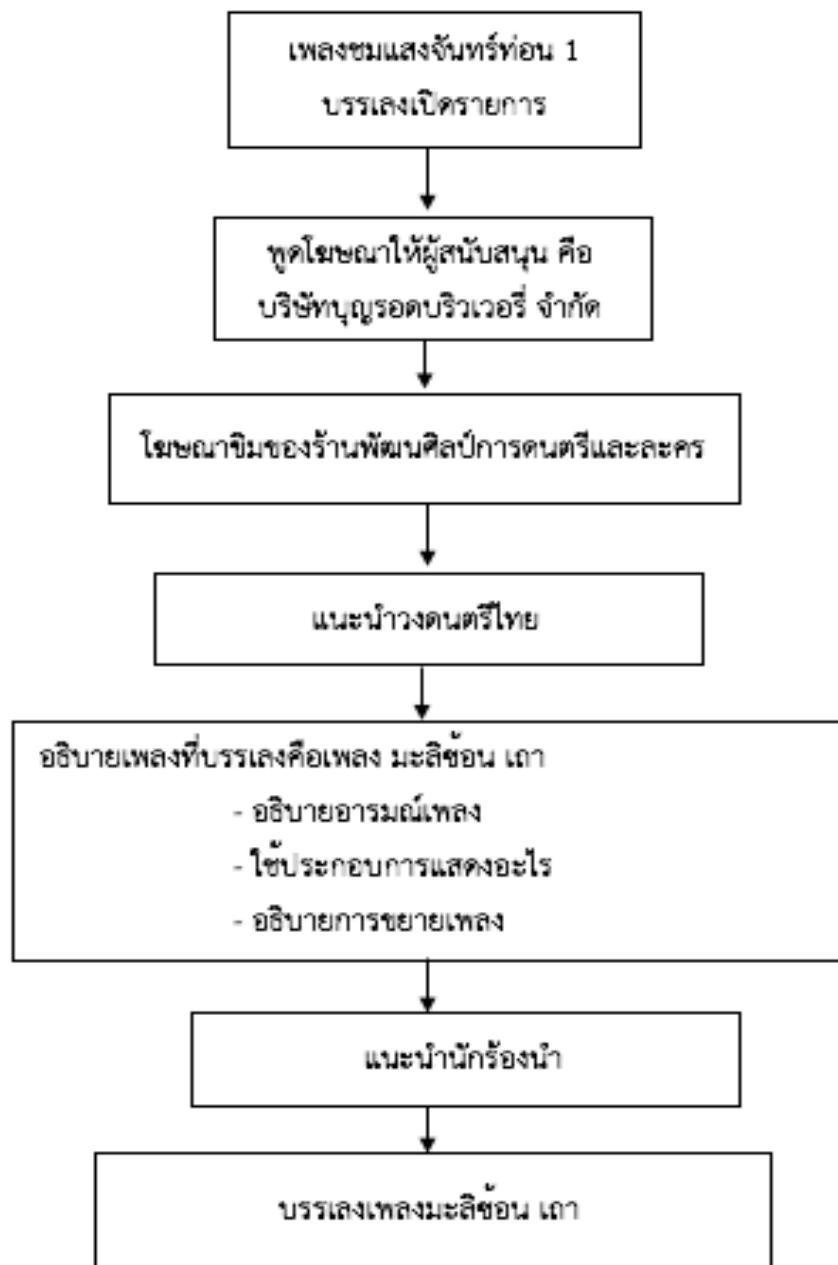 เพลงชมแสงจันทร์ท่อน 1
บรรเลงเปิดรายการ
พูดโฆษณาให้ผู้สนับสนุน คือ
บริษัทบุญรอดบริวเวอรี่ จำกัด
โฆษณาขิมของร้านพัฒนศิลป์การดนตรีและละคร
แนะนำวงดนตรีไทย
อธิบายเพลงที่บรรเลงคือเพลง มะลิซ้อน เถา
- อธิบายอารมณ์เพลง
- ใช้ประกอบการแสดงอะไร
- อธิบายการขยายเพลง
แนะนำนักร้องนำ
บรรเลงเพลงมะลิซ้อน เถา